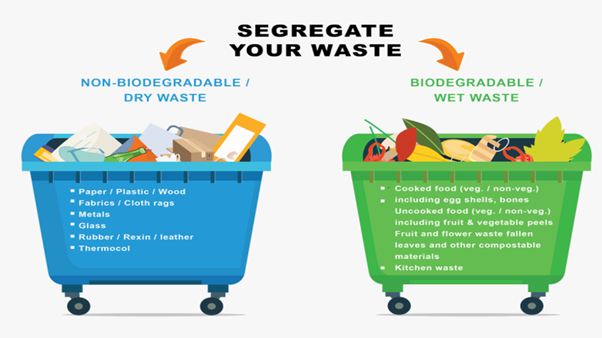 SEGREGATE
YOUR WASTE
NON-BIODEGRADABLE /
DRY WASTE
▪ Paper / Plastic / Wood
▪ Fabrics / Cloth rags
▪ Metals
▪ Glass
▪ Rubber / Rexin / leather
▪ Thermocol
BIODEGRADABLE /
WET WASTE
▪ Cooked food (veg. / non-veg.)
▪ including egg shells, bones
Uncooked food (veg. / non-veg.)
including fruit & vegetable peels
Fruit and flower waste fallen
leaves and other compostable
materials
▪ Kitchen waste